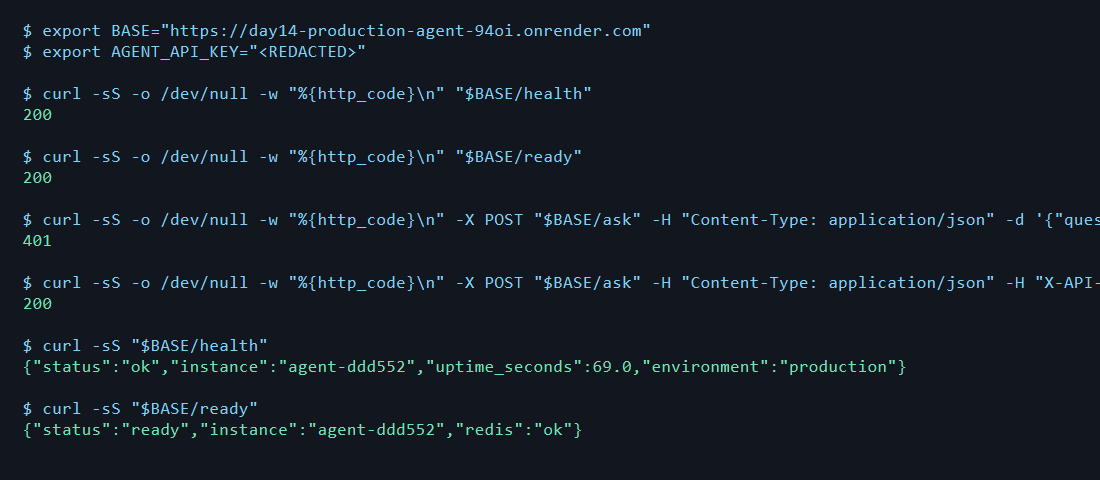 $ export BASE="https://day14-production-agent-94oi.onrender.com"
$ export AGENT_API_KEY="<REDACTED>"
$ curl -sS -o /dev/null -w "%{http_code}\n" "$BASE/health"
200
$ curl -sS -o /dev/null -w "%{http_code}\n" "$BASE/ready"
200
$ curl -sS -o /dev/null -w "%{http_code}\n" -X POST "$BASE/ask" -H "Content-Type: application/json" -d '{"ques
401
$ curl -sS -o /dev/null -w "%{http_code}\n" -X POST "$BASE/ask" -H "Content-Type: application/json" -H "X-API-
200
$ curl -sS "$BASE/health"
{"status":"ok","instance":"agent-ddd552","uptime_seconds":69.0,"environment":"production"}
$ curl -sS "$BASE/ready"
{"status":"ready","instance":"agent-ddd552","redis":"ok"}